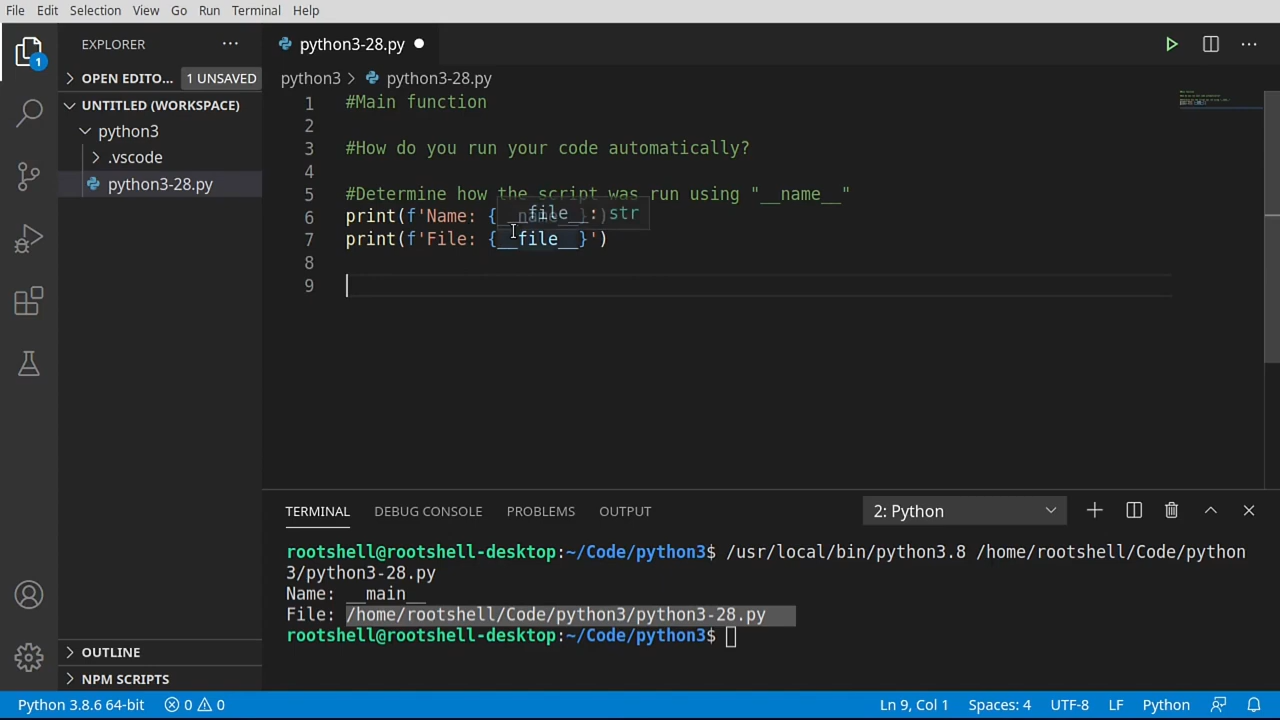 File Edit Selection View Go Run Terminal Help
EXPLORER
python3-28.py
OPEN EDITO... 1 UNSAVED
python3 > python3-28.py
UNTITLED (WORKSPACE)
python3
.vscode
python3-28.py
1 #Main function
2
3 #How do you run your code automatically?
4
5 #Determine how the script was run using "__name__"
6 print(f'Name: {__name__}')
__file__: str
7 print(f'File: {__file__}')
8
9
1
TERMINAL DEBUG CONSOLE PROBLEMS OUTPUT 2: Python
rootshell@rootshell-desktop:~/Code/python3$ /usr/local/bin/python3.8 /home/rootshell/Code/python
3/python3-28.py
Name: __main__
File: /home/rootshell/Code/python3/python3-28.py
rootshell@rootshell-desktop:~/Code/python3$
OUTLINE
NPM SCRIPTS
Python 3.8.6 64-bit 0 0 Ln 9, Col 1 Spaces: 4 UTF-8 LF Python